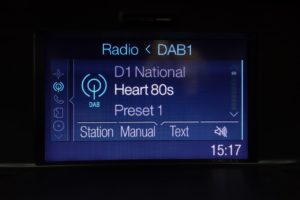 Radio < DAB1
D1 National
Heart 80s
DAB
Preset 1
Station Manual Text
15:17